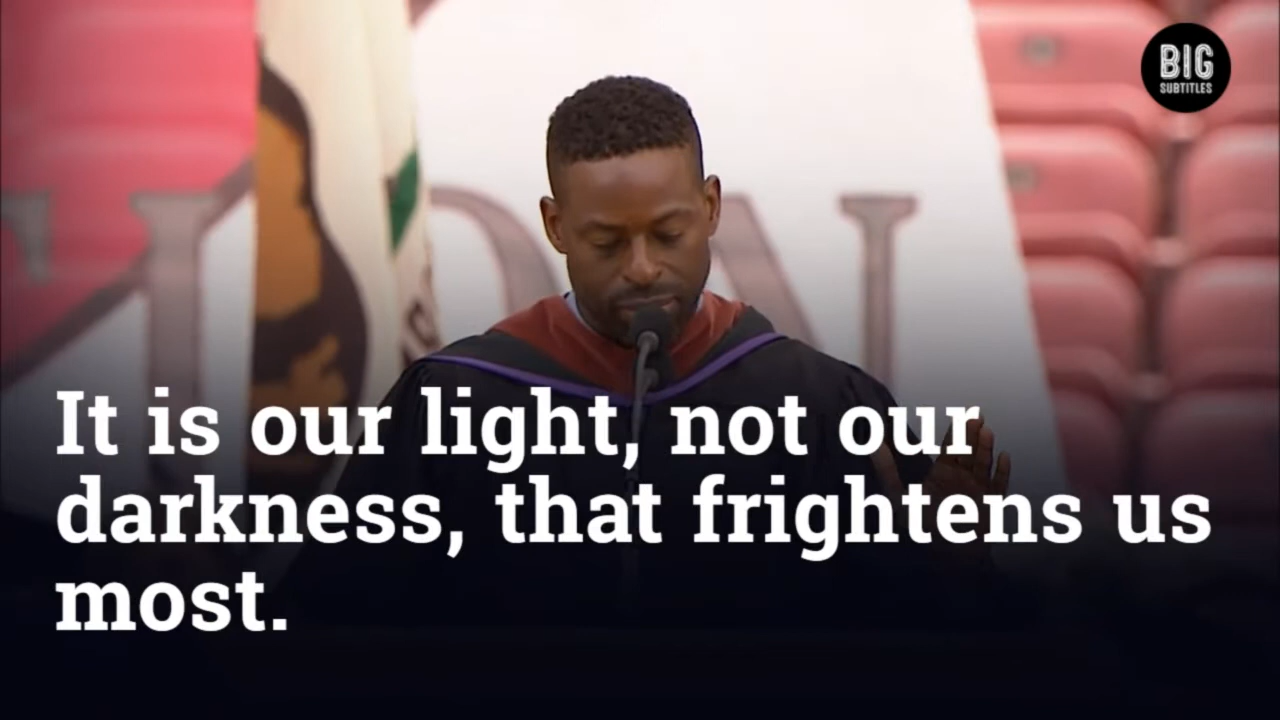 BIG
SUBTITLES
It is our light, not our
darkness, that frightens us
most.